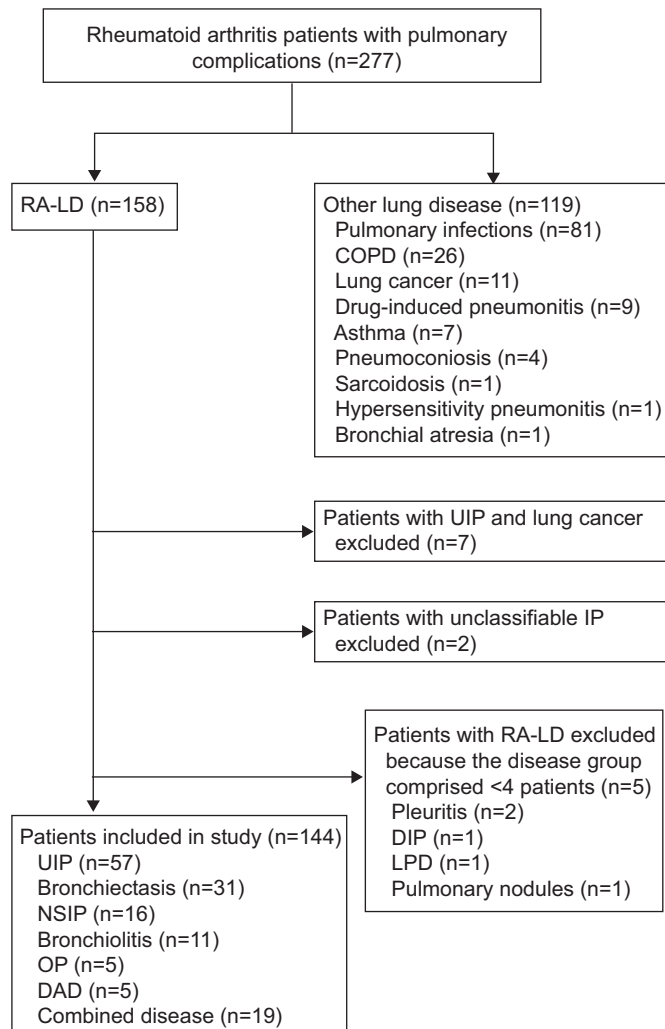 Rheumatoid arthritis patients with pulmonary
complications (n=277)
RA-LD (n=158)
Other lung disease (n=119)
Pulmonary infections (n=81)
COPD (n=26)
Lung cancer (n=11)
Drug-induced pneumonitis (n=9)
Asthma (n=7)
Pneumoconiosis (n=4)
Sarcoidosis (n=1)
Hypersensitivity pneumonitis (n=1)
Bronchial atresia (n=1)
Patients with UIP and lung cancer
excluded (n=7)
Patients with unclassifiable IP
excluded (n=2)
Patients with RA-LD excluded
because the disease group
comprised <4 patients (n=5)
Pleuritis (n=2)
DIP (n=1)
LPD (n=1)
Pulmonary nodules (n=1)
Patients included in study (n=144)
UIP (n=57)
Bronchiectasis (n=31)
NSIP (n=16)
Bronchiolitis (n=11)
OP (n=5)
DAD (n=5)
Combined disease (n=19)